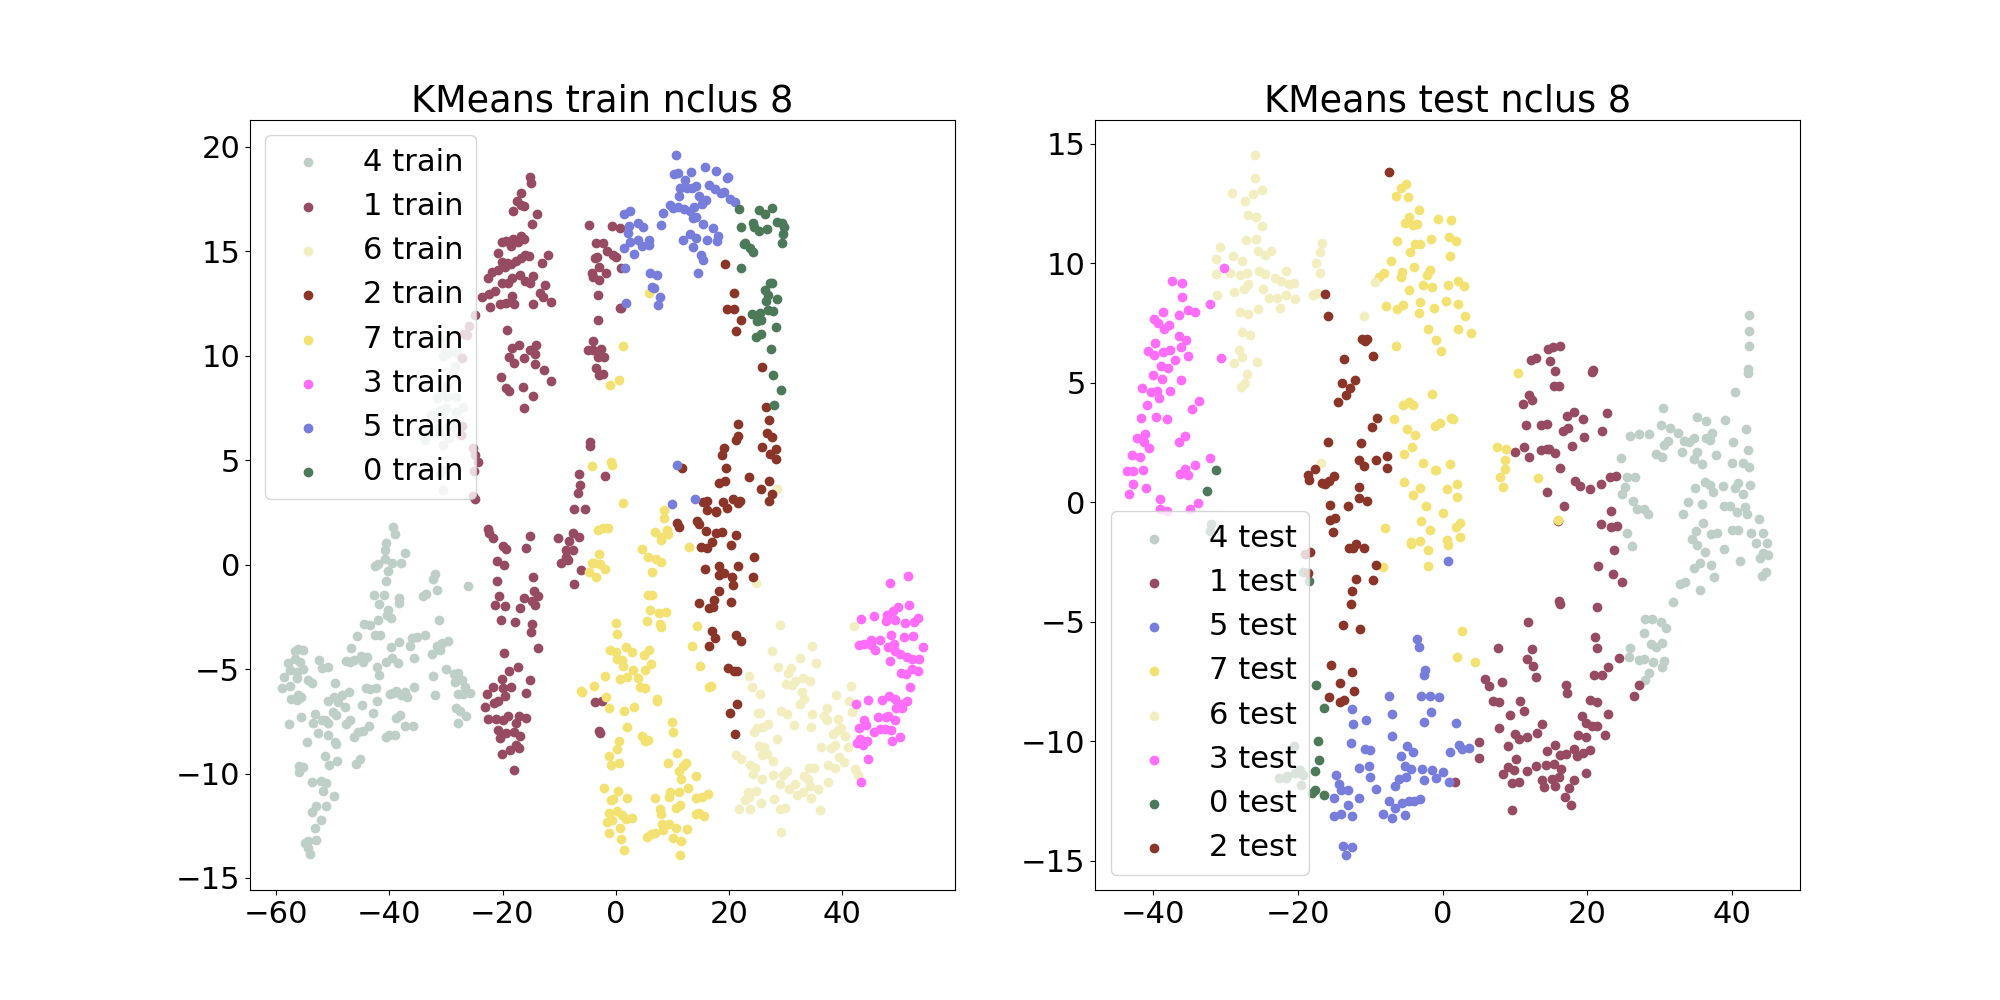 KMeans train nclus 8
20
15
10
5
0
−5
−10
−15
−60
−40
−20
0
20
40
4 train
1 train
6 train
2 train
7 train
3 train
5 train
0 train
KMeans test nclus 8
15
10
5
0
−5
−10
−15
−40
−20
0
20
40
4 test
1 test
5 test
7 test
6 test
3 test
0 test
2 test